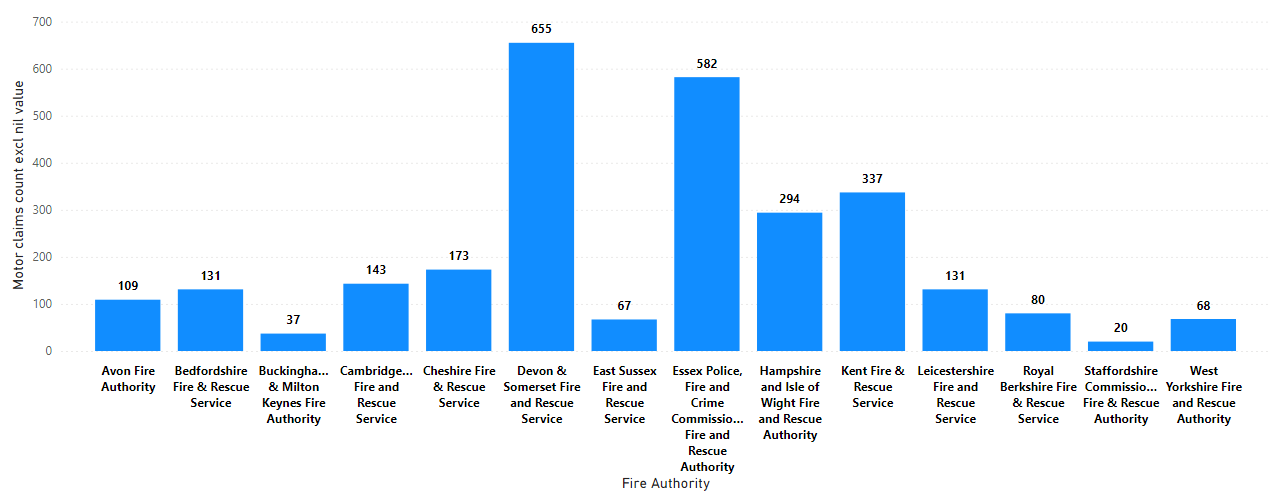 Motor claims count excl nil value
700
600
500
400
300
200
100
0
109
131
37
143
173
655
67
582
294
337
131
80
20
68
Avon Fire
Authority
Bedfordshire
Fire & Rescue
Service
Buckingha...
& Milton
Keynes Fire
Authority
Cambridge...
Fire and
Rescue
Service
Cheshire Fire
& Rescue
Service
Devon &
Somerset Fire
and Rescue
Service
East Sussex
Fire and
Rescue
Service
Essex Police,
Fire and
Crime
Commissio...
Fire and
Rescue
Authority
Hampshire
and Isle of
Wight Fire
and Rescue
Authority
Kent Fire &
Rescue
Service
Leicestershire
Fire and
Rescue
Service
Royal
Berkshire Fire
& Rescue
Service
Staffordshire
Commissio...
Fire & Rescue
Authority
West
Yorkshire Fire
and Rescue
Authority
Fire Authority